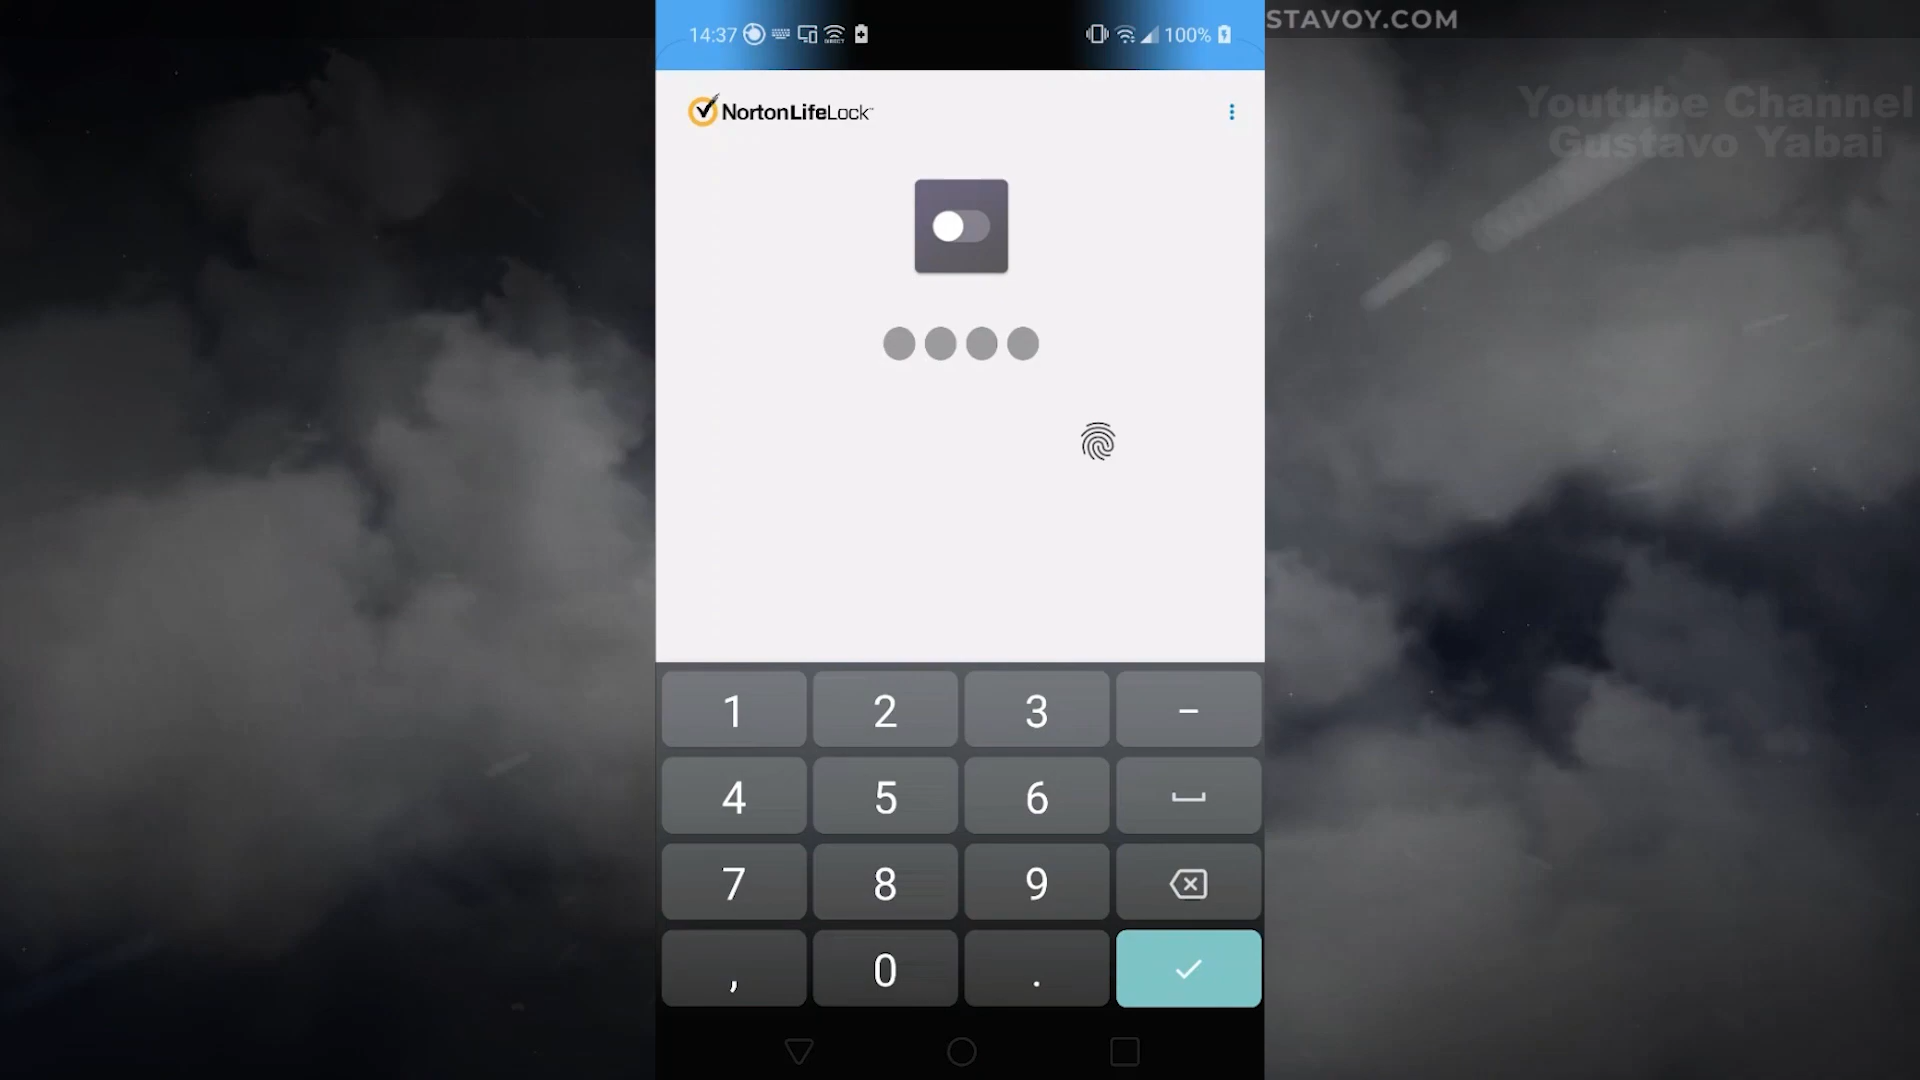 STAVOY.COM
14:37 DIRECT 100%
Youtube Channel
Gustavo Yabai
NortonLifeLock
1 2 3 -
4 5 6
7 8 9
, 0 .